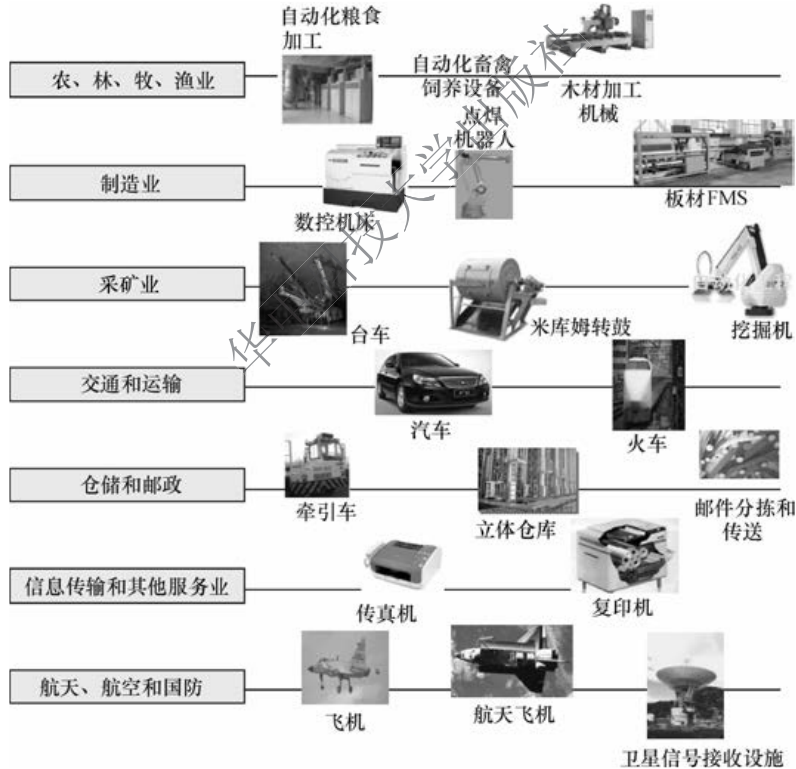 自动化粮食
加工
农、林、牧、渔业
自动化畜禽
饲养设备
木材加工
机械
点焊
机器人
制造业
数控机床
板材FMS
采矿业
台车
米库姆转鼓
挖掘机
交通和运输
汽车
火车
仓储和邮政
牵引车
立体仓库
邮件分拣和
传送
信息传输和其他服务业
传真机
复印机
航天、航空和国防
飞机
航天飞机
卫星信号接收设施